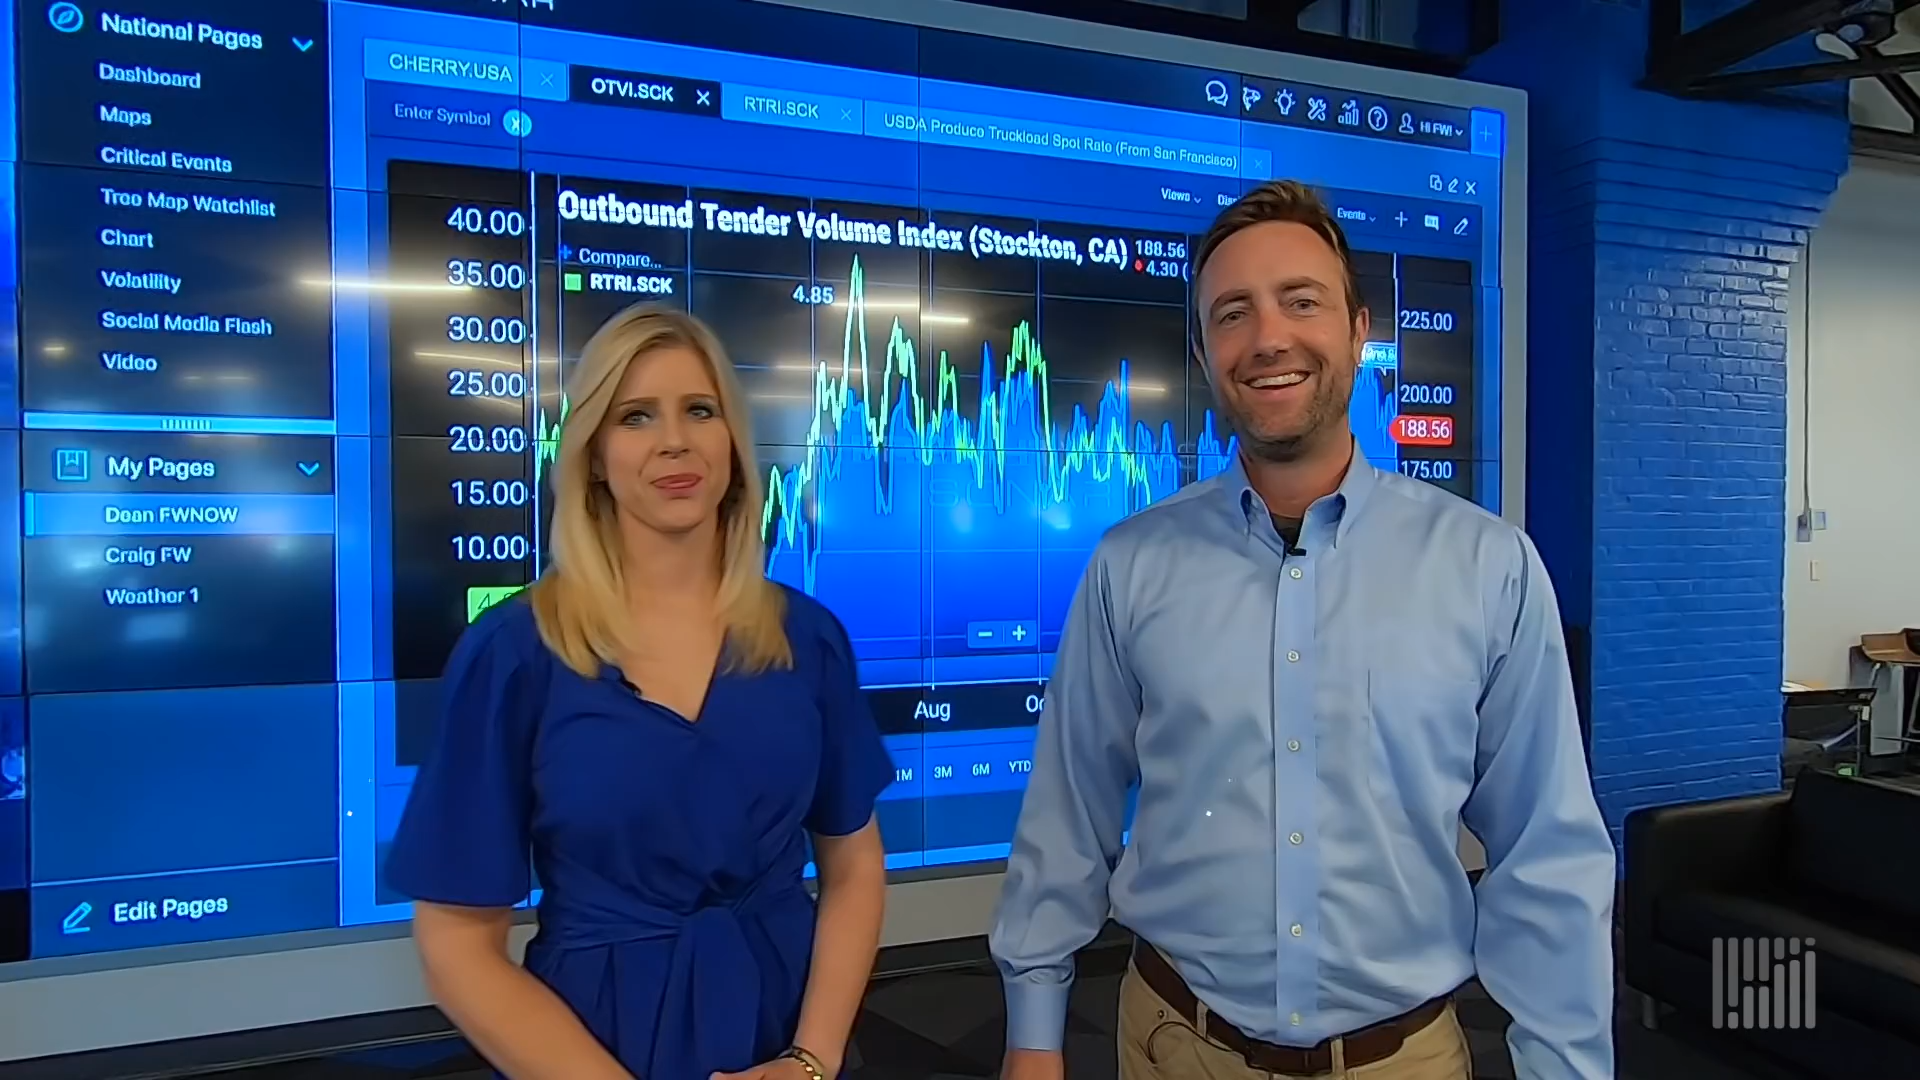 National Pages
Dashboard
Maps
Critical Events
Tree Map Watchlist
Chart
Volatility
Social Media Flash
Video
My Pages
Dean FWNOW
Craig FW
Weather 1
Edit Pages
CHERRY.USA
OTVI.SCK
RTRI.SCK
USDA Produce Truckload Spot Rate (From San Francisco)
HI FW!
Enter Symbol
Views
Events
Outbound Tender Volume Index (Stockton, CA)
188.56
4.30
Compare...
RTRI.SCK
4.85
40.00
35.00
30.00
25.00
20.00
15.00
10.00
225.00
200.00
188.56
175.00
Aug
1M 3M 6M YTD